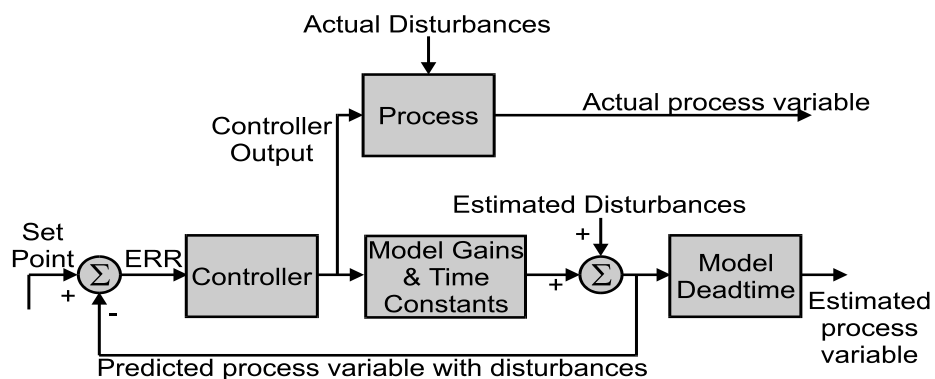 Actual Disturbances
Process
Actual process variable
Controller
Output
Estimated Disturbances
+
Set
Point
Σ
ERR
+
-
Controller
Model Gains
& Time
Constants
+
Σ
Model
Deadtime
Estimated
process
variable
Predicted process variable with disturbances